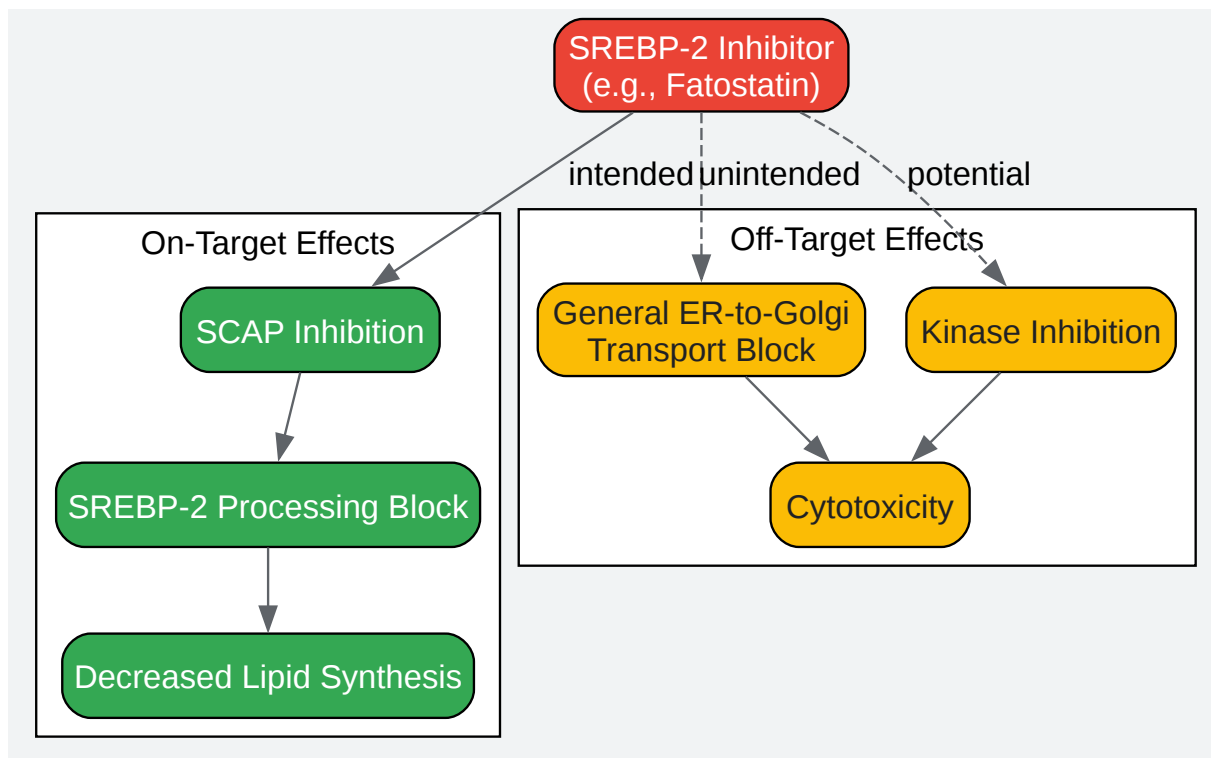 SREBP-2 Inhibitor
(e.g., Fatostatin)
intended
unintended
potential
On-Target Effects
SCAP Inhibition
SREBP-2 Processing Block
Decreased Lipid Synthesis
Off-Target Effects
General ER-to-Golgi
Transport Block
Kinase Inhibition
Cytotoxicity